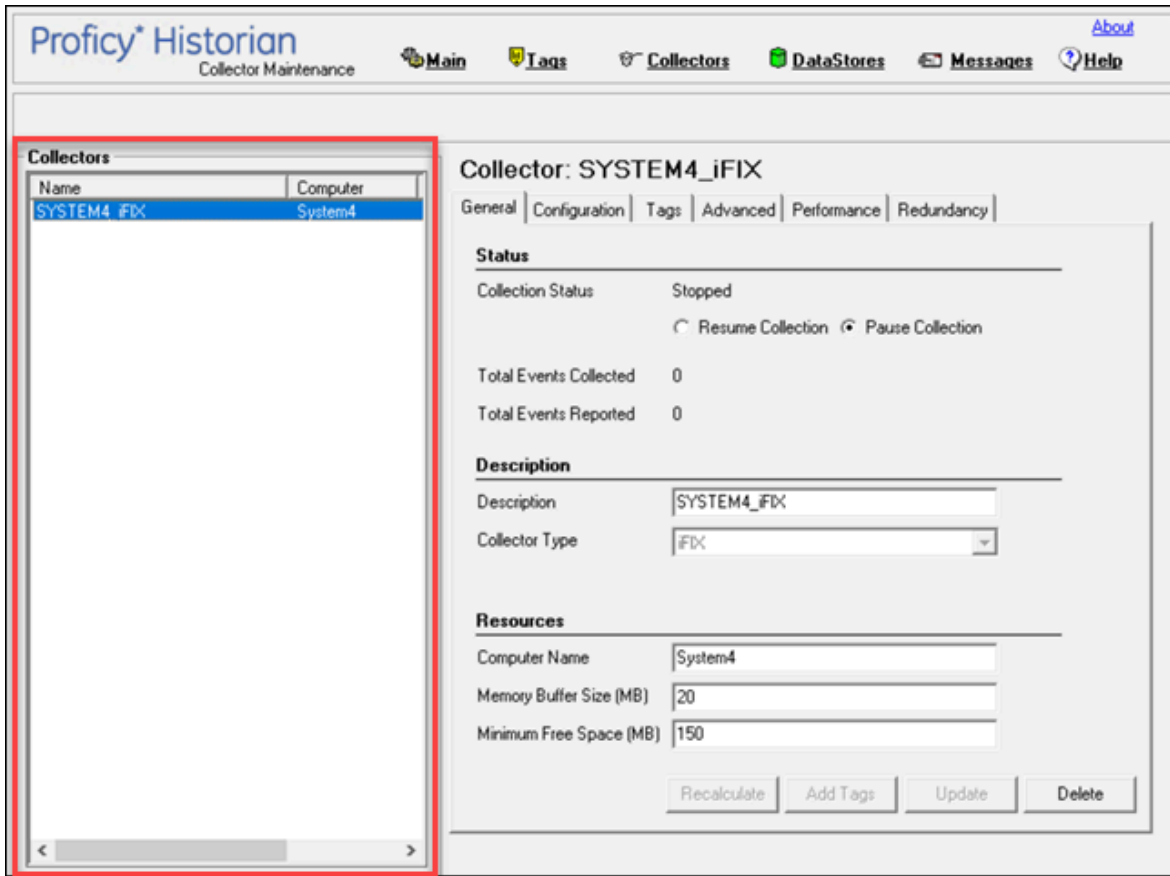 About
Proficy* Historian
Collector Maintenance
Main Tags Collectors DataStores Messages Help
Collectors
Name Computer
SYSTEM4_iFIX System4
Collector: SYSTEM4_iFIX
General Configuration Tags Advanced Performance Redundancy
Status
Collection Status Stopped
Resume Collection Pause Collection
Total Events Collected 0
Total Events Reported 0
Description
Description SYSTEM4_iFIX
Collector Type iFIX
Resources
Computer Name System4
Memory Buffer Size (MB) 20
Minimum Free Space (MB) 150
Recalculate Add Tags Update Delete